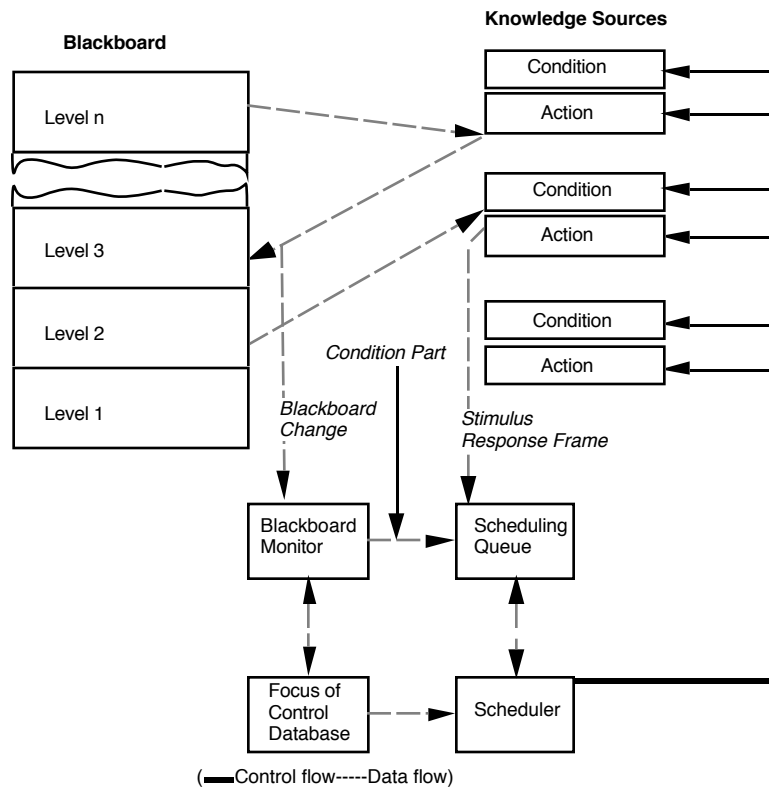 Knowledge Sources
Blackboard
Level n
Level 3
Level 2
Level 1
Condition
Action
Condition
Action
Condition
Action
Condition Part
Blackboard
Change
Stimulus
Response Frame
Blackboard
Monitor
Scheduling
Queue
Focus of
Control
Database
Scheduler
(▬Control flow-----Data flow)